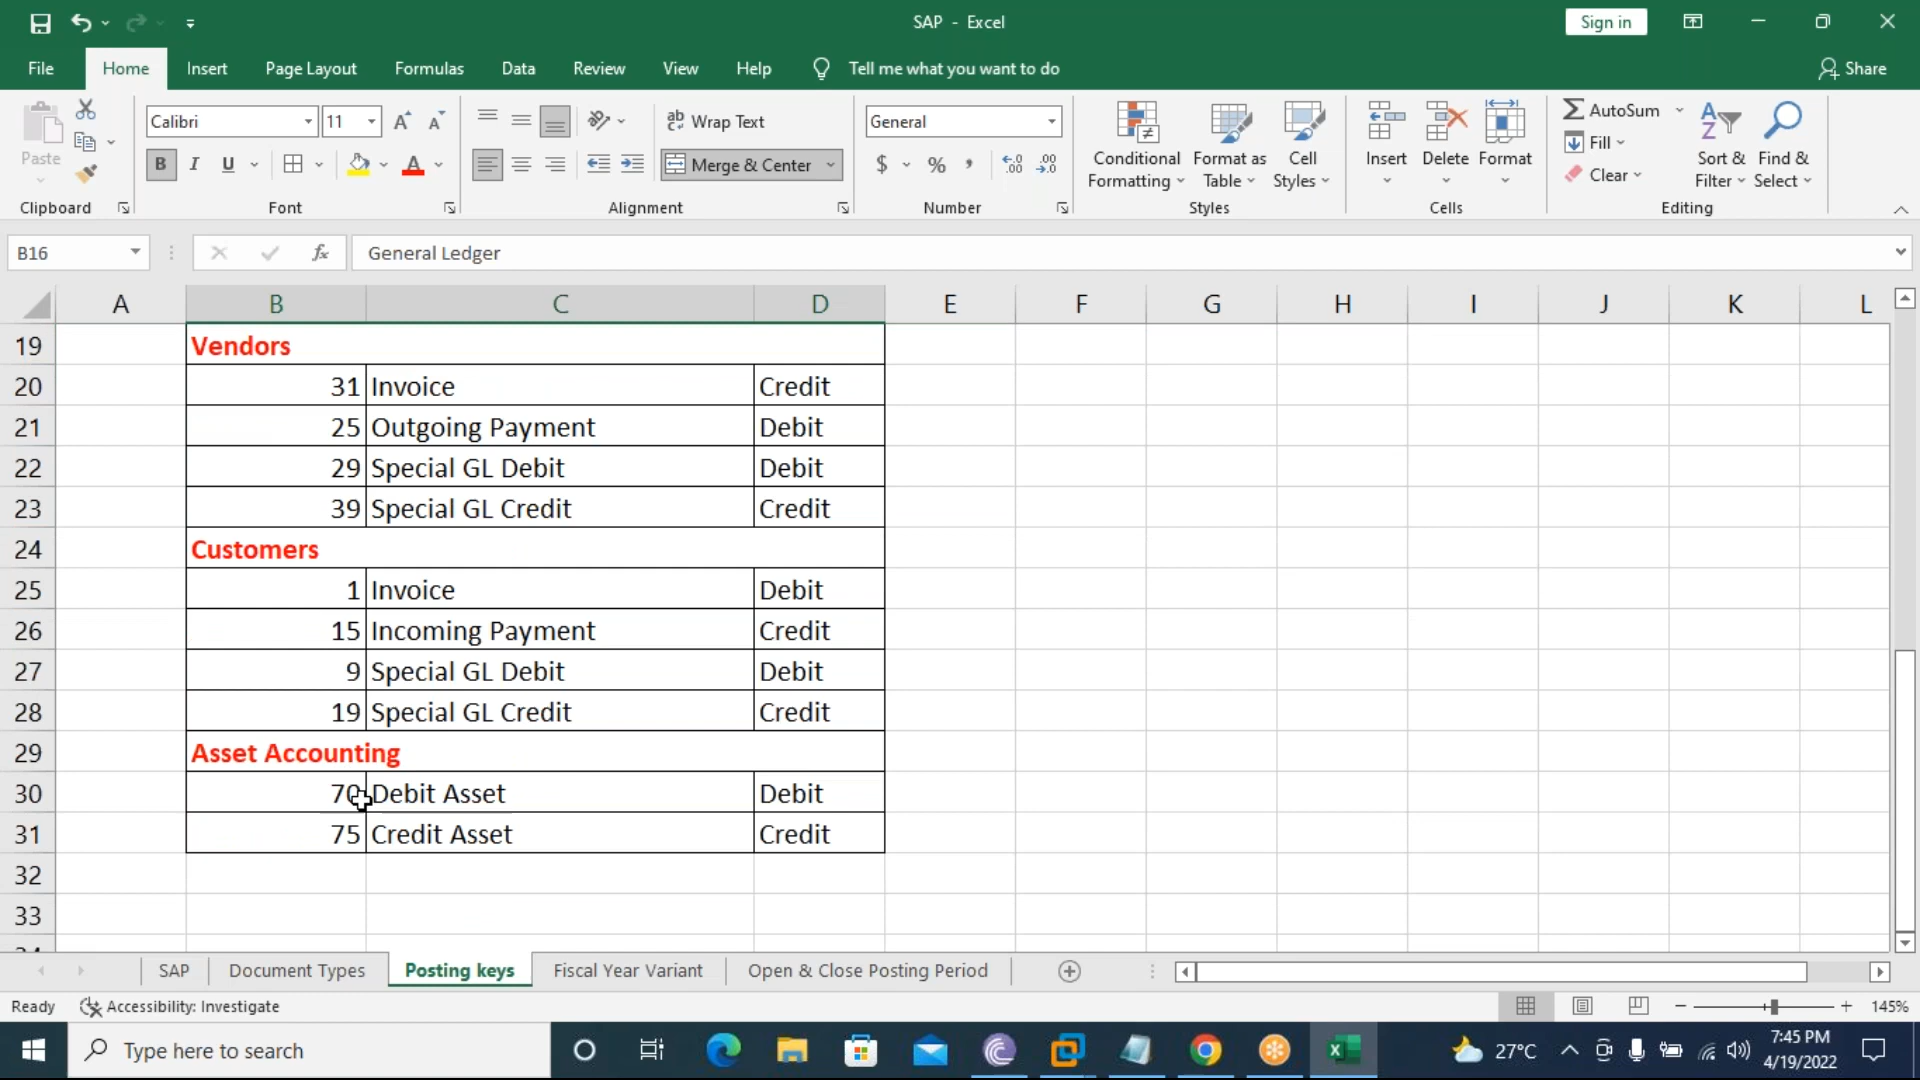 SAP - Excel
Sign in
File Home Insert Page Layout Formulas Data Review View Help Tell me what you want to do Share
Paste
Calibri 11
B I U
Wrap Text
Merge & Center
General
$ % ,
Conditional Formatting
Format as Table
Cell Styles
Insert Delete Format
AutoSum
Fill
Clear
Sort & Filter
Find & Select
Clipboard Font Alignment Number Styles Cells Editing
B16 fx General Ledger
A B C D E F G H I J K L
19 Vendors
20 31 Invoice Credit
21 25 Outgoing Payment Debit
22 29 Special GL Debit Debit
23 39 Special GL Credit Credit
24 Customers
25 1 Invoice Debit
26 15 Incoming Payment Credit
27 9 Special GL Debit Debit
28 19 Special GL Credit Credit
29 Asset Accounting
30 70 Debit Asset Debit
31 75 Credit Asset Credit
32
33
SAP Document Types Posting keys Fiscal Year Variant Open & Close Posting Period
Ready Accessibility: Investigate 145%
Type here to search
27°C
7:45 PM
4/19/2022